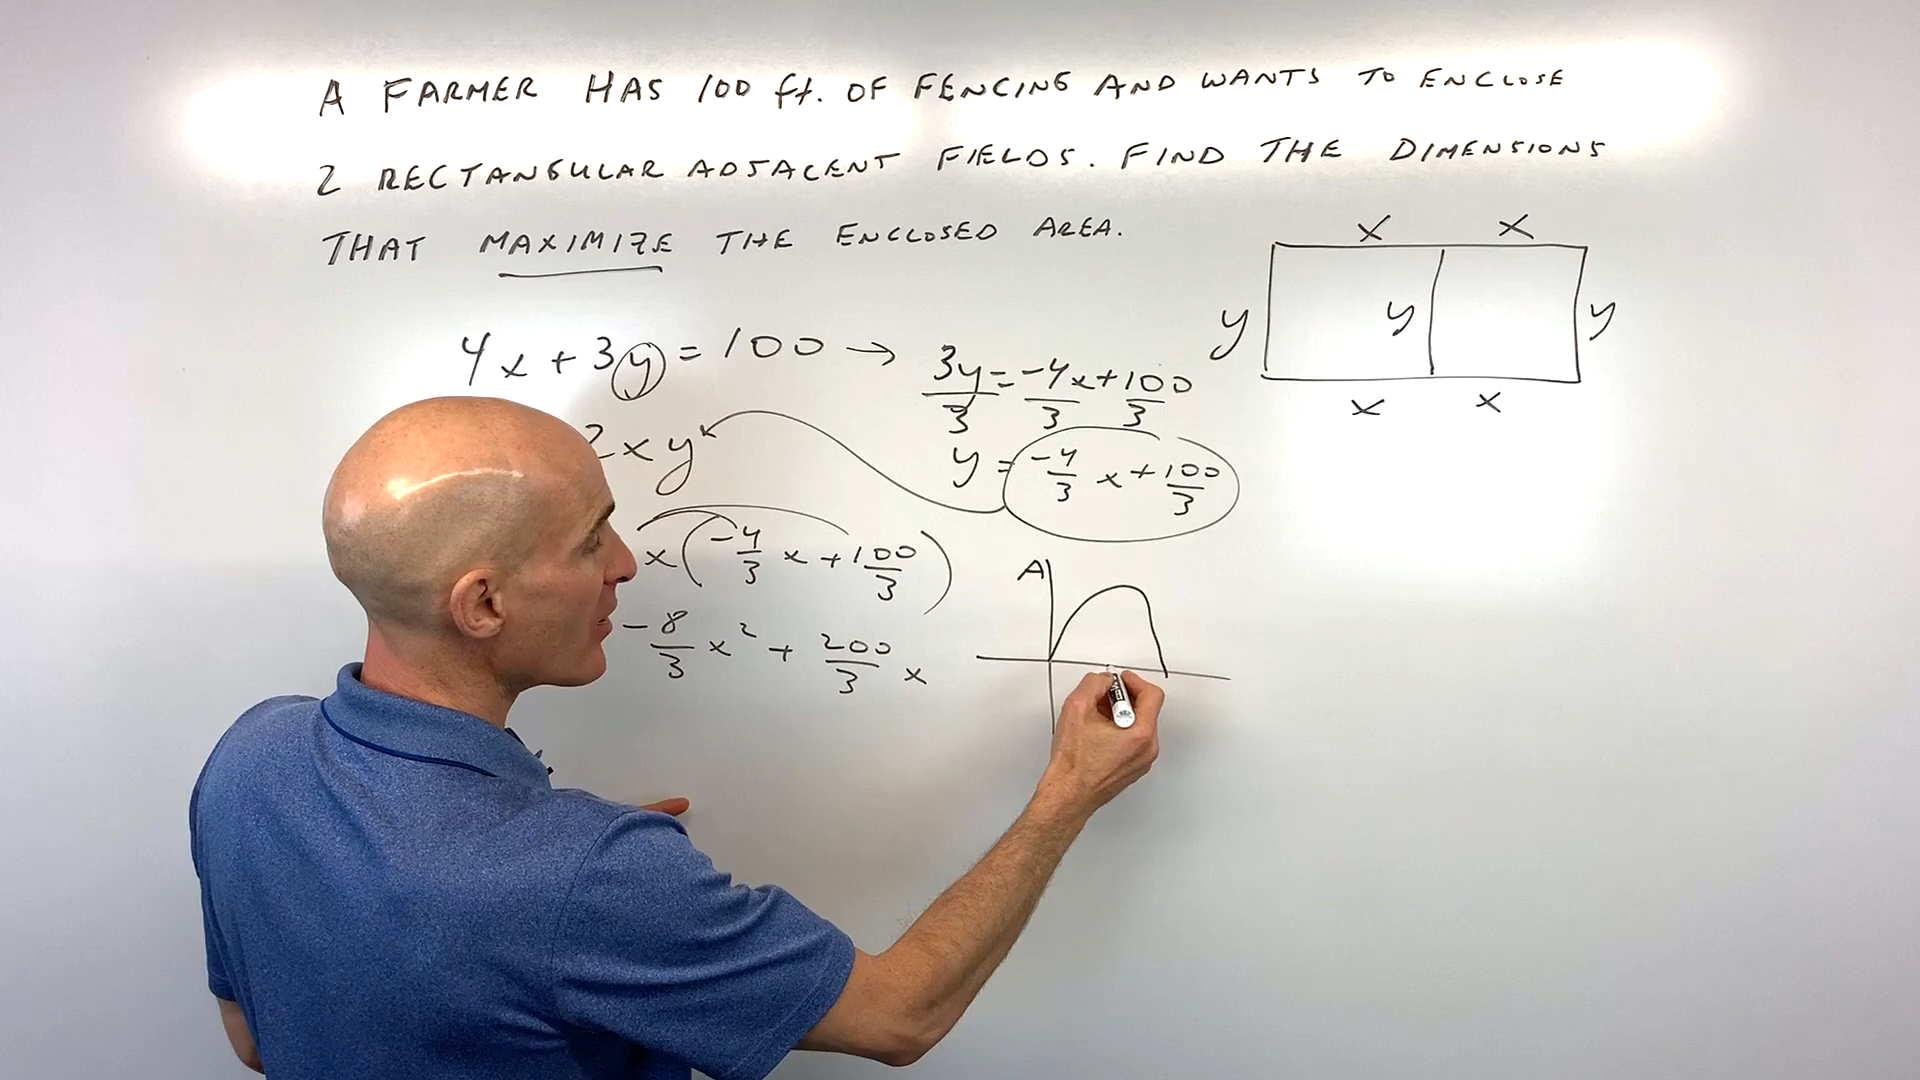 A FARMER HAS 100 ft. OF FENCING AND WANTS TO ENCLOSE
2 RECTANGULAR ADJACENT FIELDS. FIND THE DIMENSIONS
THAT MAXIMIZE THE ENCLOSED AREA.
x x
y y y
x x
4x + 3y = 100 → 3y/3 = -4x/3 + 100/3
2xy
y = -4/3 x + 100/3
x(-4/3 x + 100/3)
-8/3 x² + 200/3 x
A